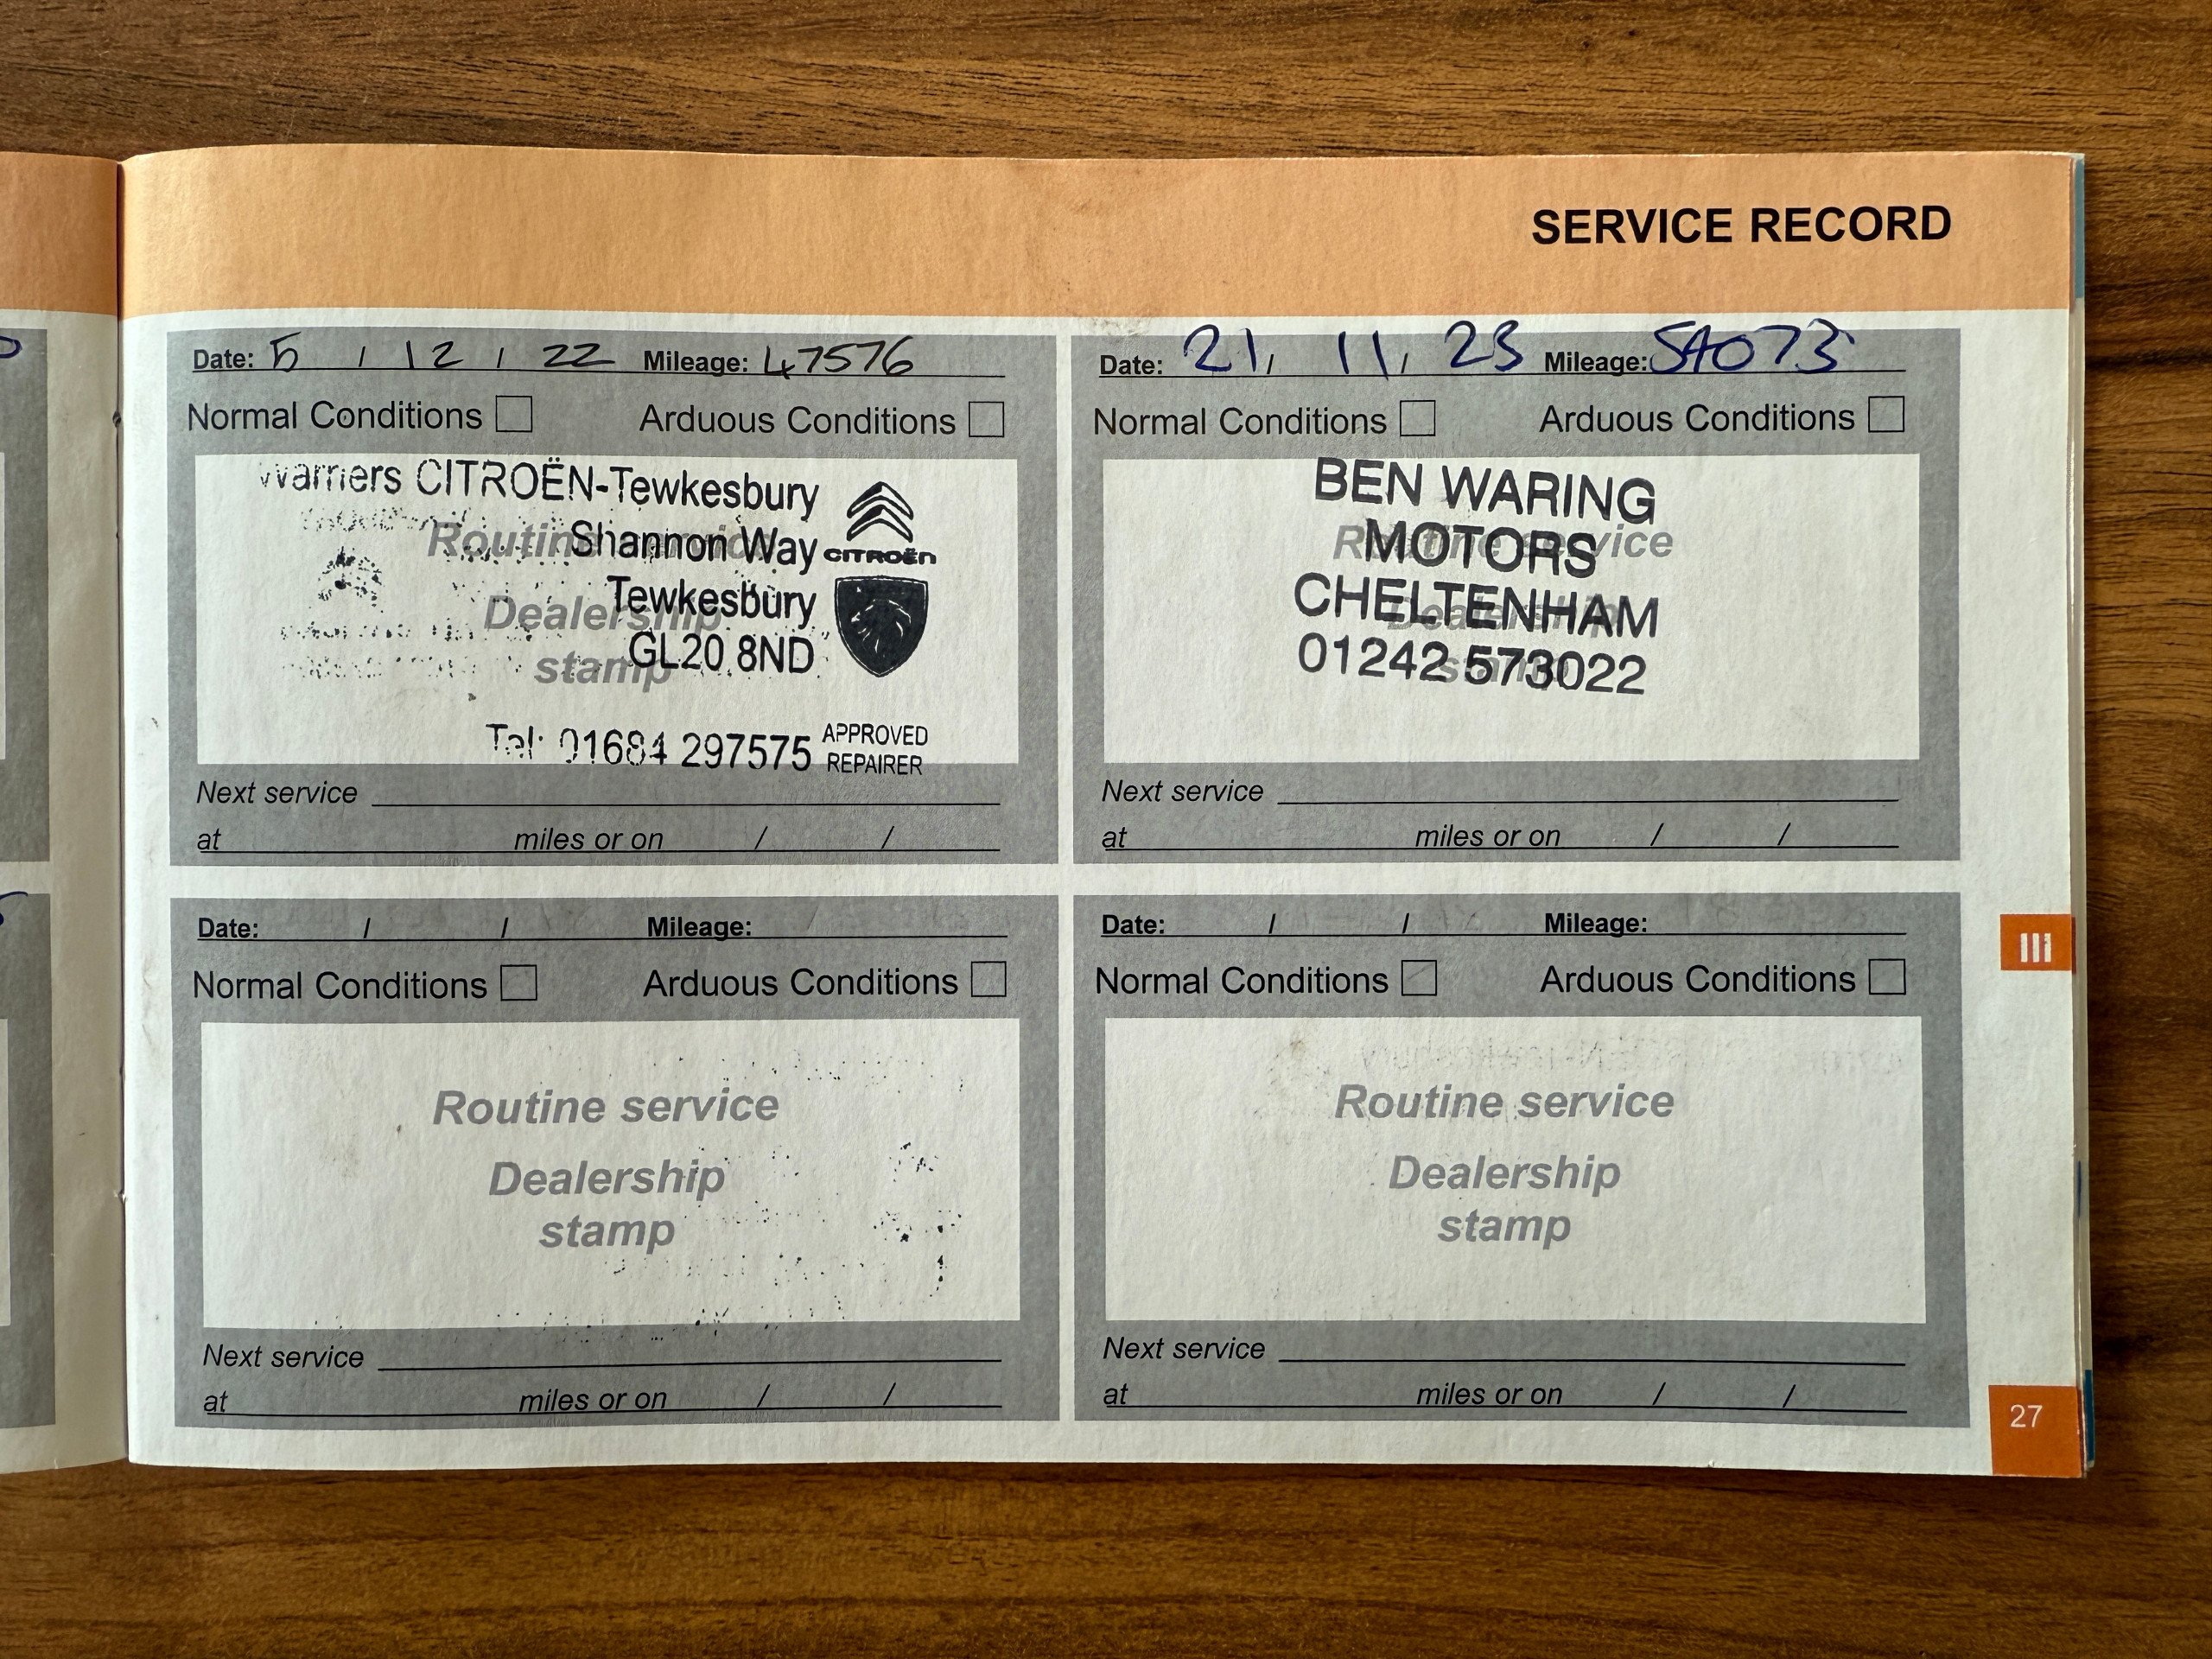 SERVICE RECORD
Date: 5 / 12 / 22 Mileage: 47576
Normal Conditions Arduous Conditions
Warners CITROËN-Tewkesbury
Routine Shannon Way
CITROËN
Dealership Tewkesbury
stamp GL20 8ND
Tel: 01684 297575 APPROVED
REPAIRER
Next service
at miles or on / /
Date: 21 / 11 / 23 Mileage:
Normal Conditions Arduous Conditions
BEN WARING
Routine service
MOTORS
Dealership
CHELTENHAM
stamp
01242 573022
Next service
at miles or on / /
Date: / / Mileage:
Normal Conditions Arduous Conditions
Routine service
Dealership
stamp
Next service
at miles or on / /
Date: / / Mileage:
Normal Conditions Arduous Conditions
Routine service
Dealership
stamp
Next service
at miles or on / /
III
27